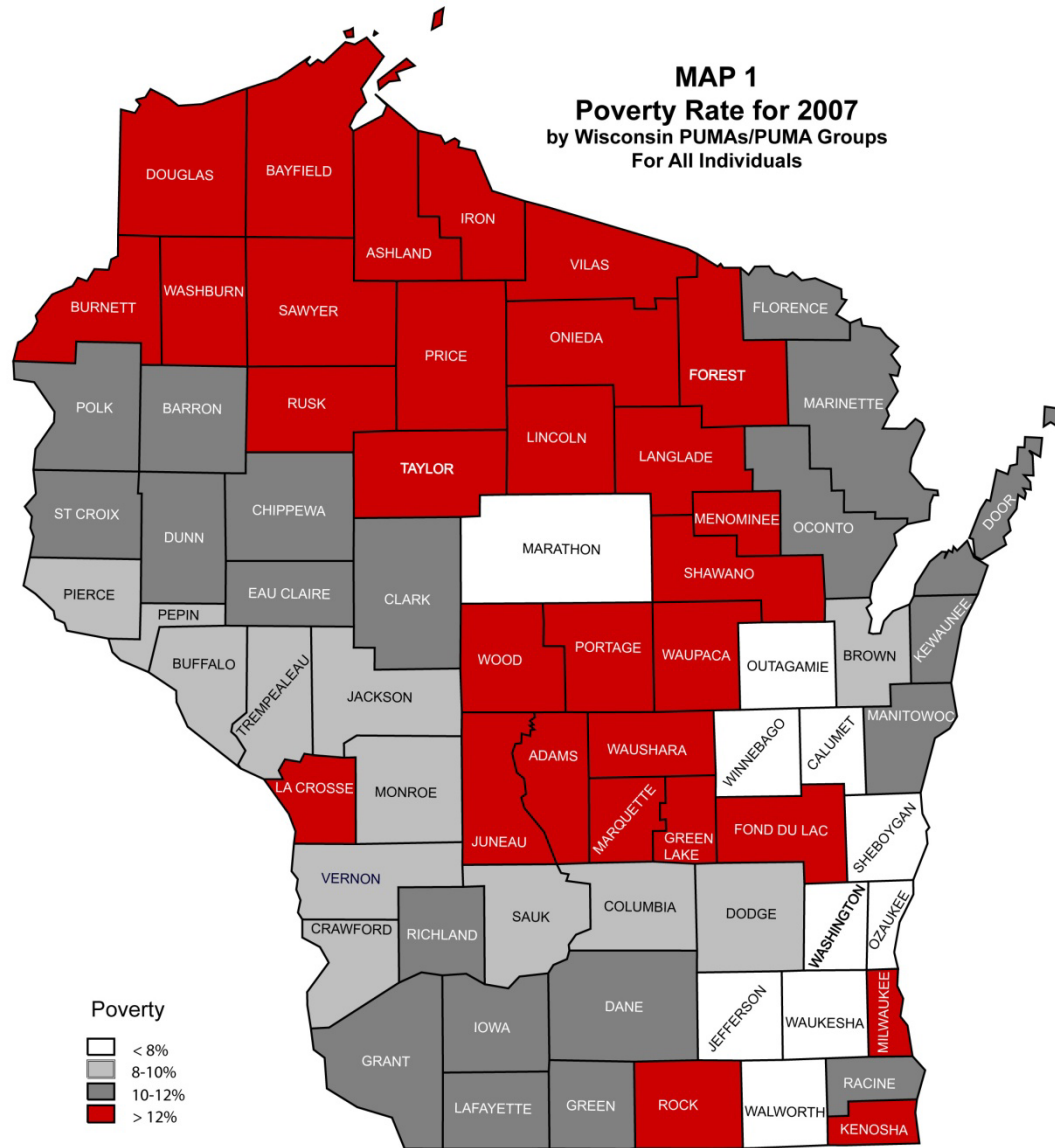 MAP 1
Poverty Rate for 2007
by Wisconsin PUMAs/PUMA Groups
For All Individuals
DOUGLAS
BAYFIELD
IRON
ASHLAND
VILAS
BURNETT
WASHBURN
SAWYER
FLORENCE
PRICE
ONIEDA
FOREST
POLK
BARRON
RUSK
MARINETTE
LINCOLN
TAYLOR
LANGLADE
ST CROIX
CHIPPEWA
MENOMINEE
DOOR
DUNN
MARATHON
OCONTO
SHAWANO
PIERCE
EAU CLAIRE
CLARK
PEPIN
WOOD
PORTAGE
WAUPACA
OUTAGAMIE
BROWN
KEWAUNEE
BUFFALO
TREMPEALEAU
JACKSON
MANITOWOC
ADAMS
WAUSHARA
WINNEBAGO
CALUMET
LA CROSSE
MONROE
JUNEAU
MARQUETTE
GREEN
LAKE
FOND DU LAC
SHEBOYGAN
VERNON
SAUK
COLUMBIA
DODGE
WASHINGTON
OZAUKEE
CRAWFORD
RICHLAND
DANE
JEFFERSON
WAUKESHA
MILWAUKEE
IOWA
GRANT
RACINE
LAFAYETTE
GREEN
ROCK
WALWORTH
KENOSHA
Poverty
< 8%
8-10%
10-12%
> 12%